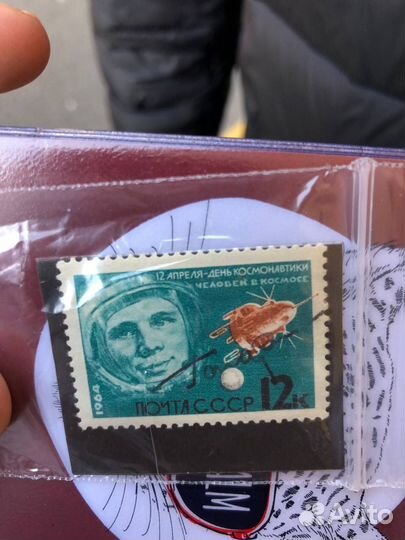 12 АПРЕЛЯ-ДЕНЬ КОСМОНАВТИКИ
ЧЕЛОВЕК В КОСМОСЕ
1964
ПОЧТА СССР
12К
Avito